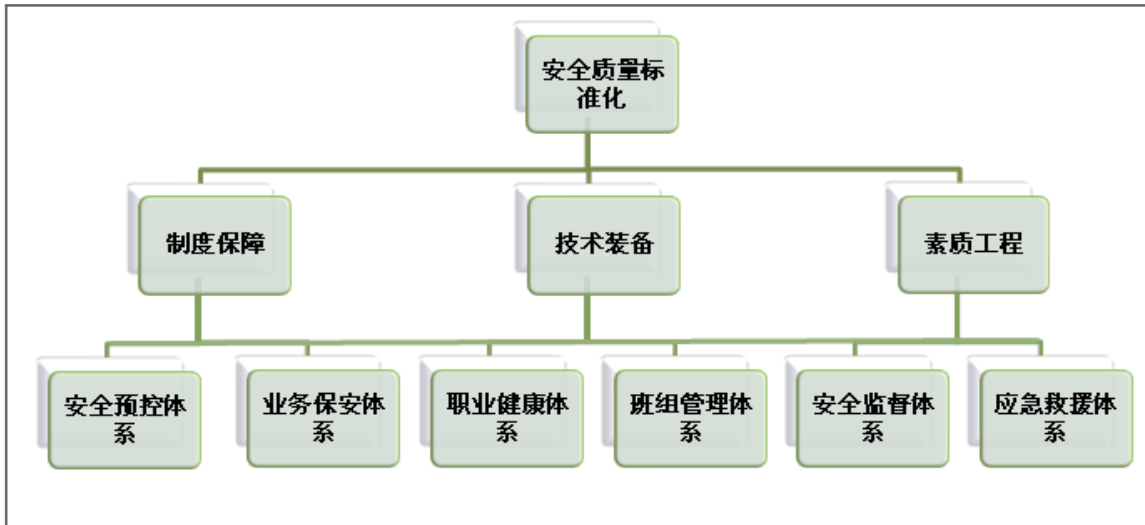 安全质量标
准化
制度保障
技术装备
素质工程
安全预控体
系
业务保安体
系
职业健康体
系
班组管理体
系
安全监督体
系
应急救援体
系